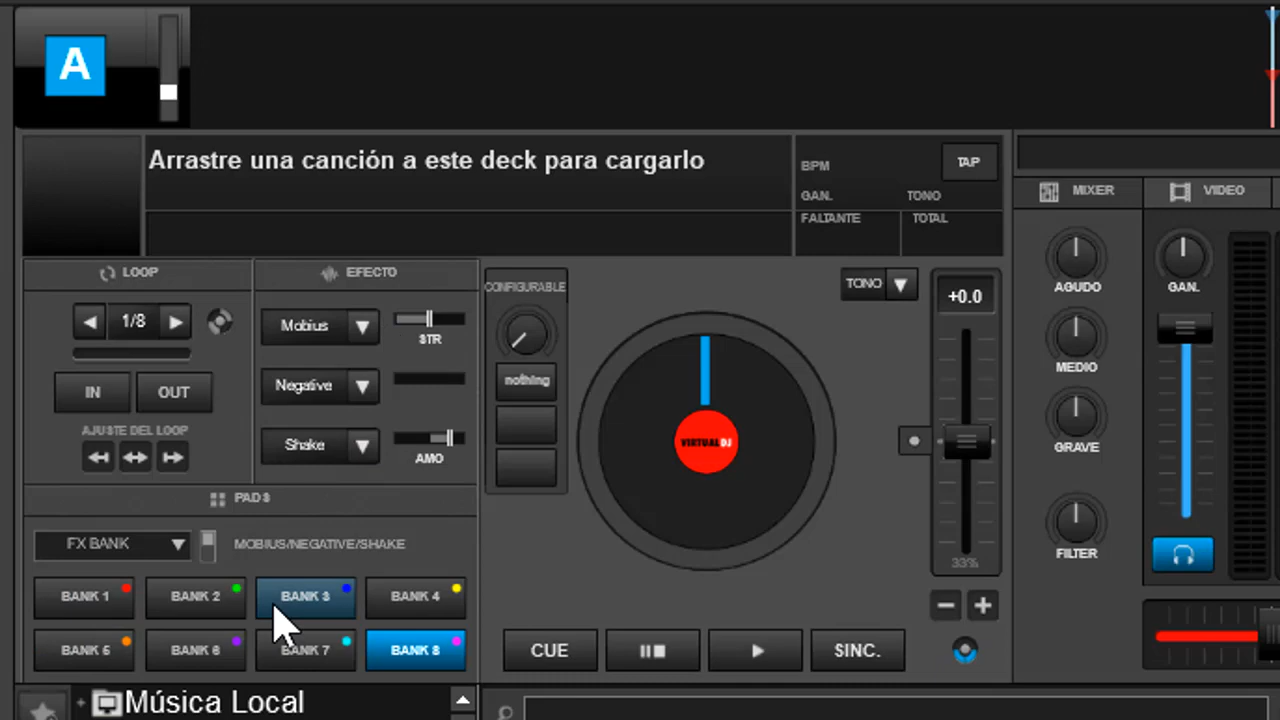 A
Arrastre una canción a este deck para cargarlo
BPM
TAP
GAN.
TONO
FALTANTE
TOTAL
MIXER
VIDEO
LOOP
EFECTO
CONFIGURABLE
TONO
+0.0
AGUDO
GAN.
1/8
Mobius
STR
MEDIO
nothing
Negative
IN
OUT
AJUSTE DEL LOOP
Shake
AMO
VIRTUAL DJ
GRAVE
PADS
FX BANK
MOBIUS/NEGATIVE/SHAKE
33%
FILTER
BANK 1
BANK 2
BANK 3
BANK 4
BANK 5
BANK 6
BANK 7
BANK 8
CUE
SINC.
Música Local